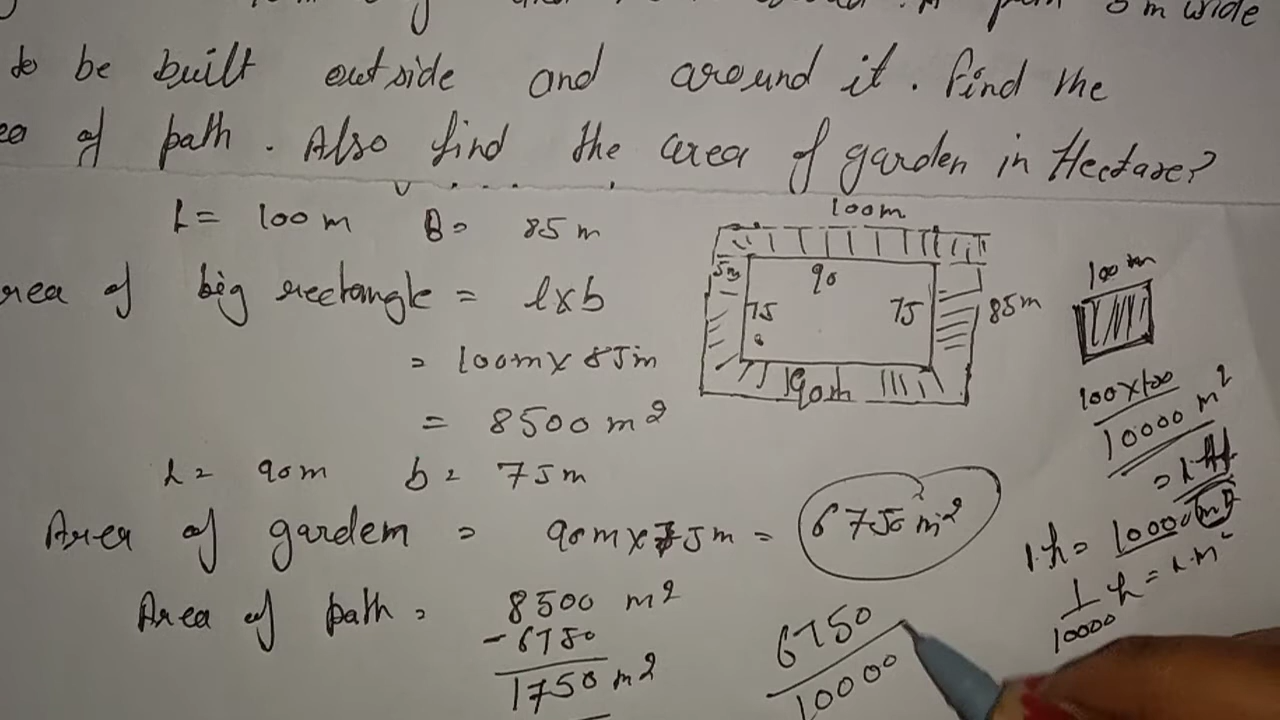 m wide
to be built outside and around it. Find the
of path. Also find the area of garden in Hectare?
L = 100 m B = 85 m
100m
5m
90
75
75
85m
90m
100m
area of big rectangle = l x b
= 100m x 85m
= 8500 m²
100 x 100
10000 m²
= 1 H
l = 90m b = 75m
Area of gardem = 90m x 75m = 6750 m²
1 h = 10000 m²
1/10000 h = 1 m²
Area of path = 8500 m²
- 6750
1750 m²
6750
10000